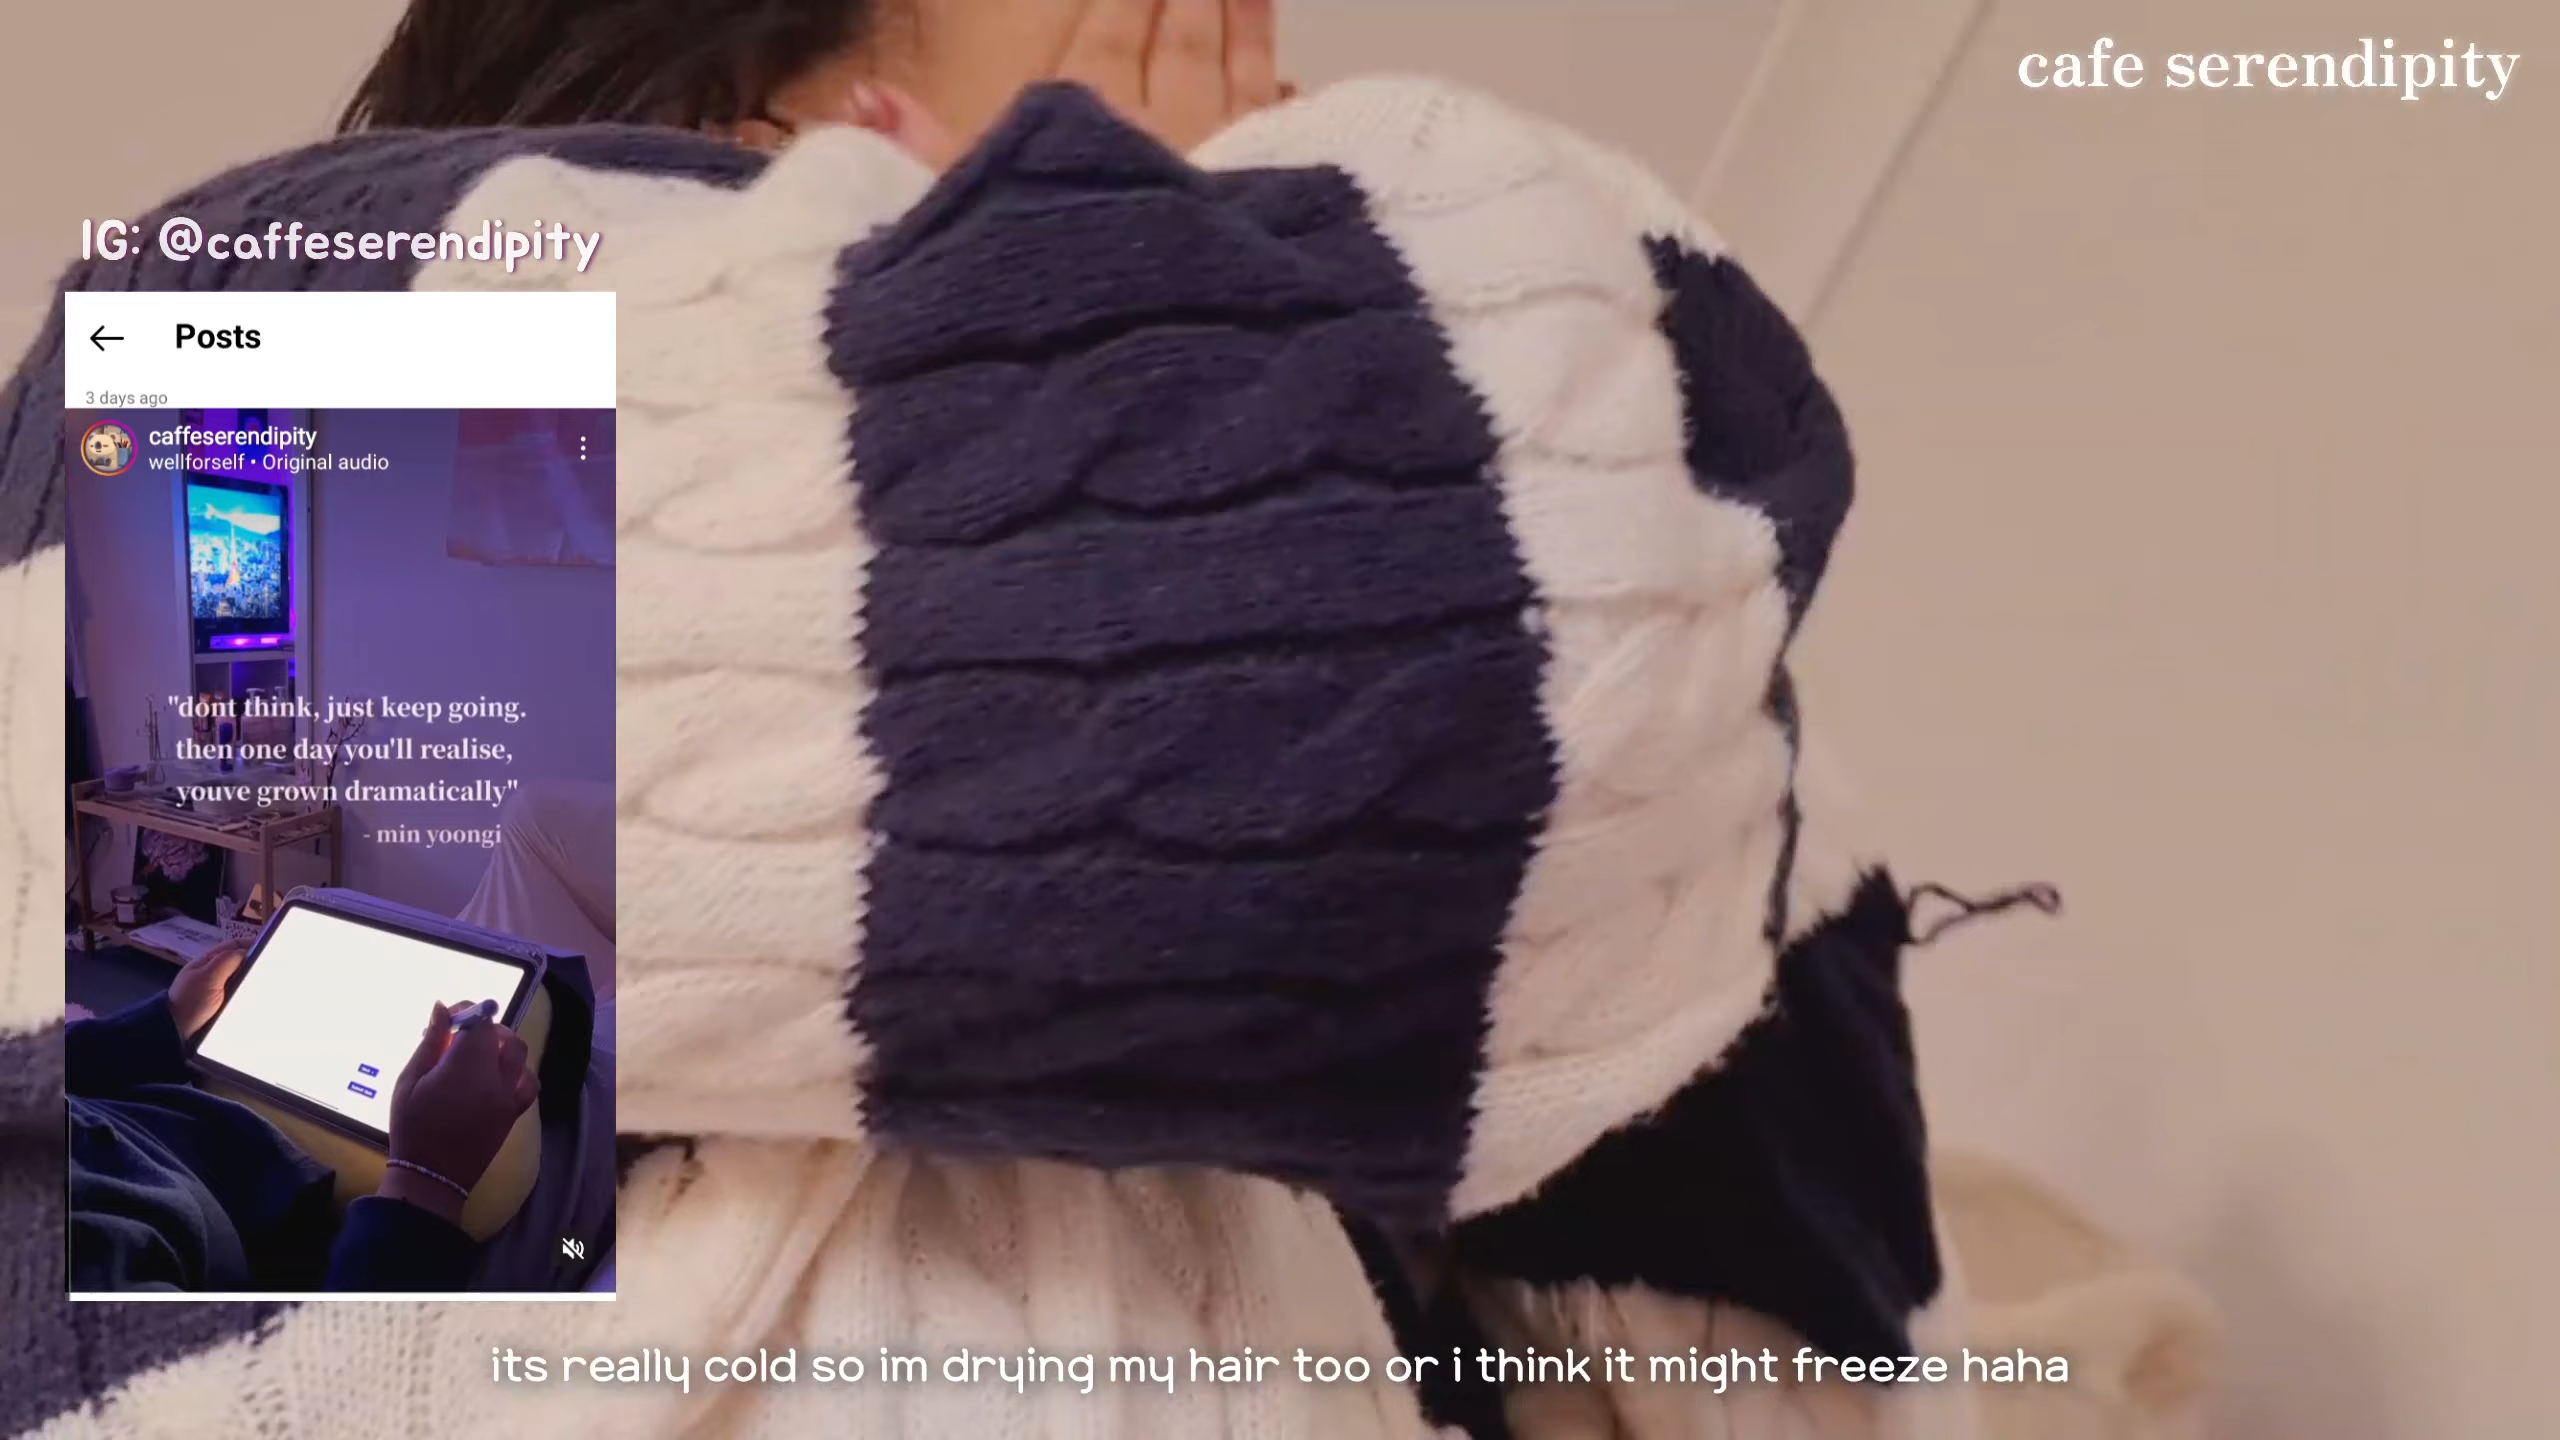 cafe serendipity
IG: @caffeserendipity
Posts
3 days ago
caffeserendipity
wellforself • Original audio
"dont think, just keep going.
then one day you'll realise,
youve grown dramatically"
- min yoongi
its really cold so im drying my hair too or i think it might freeze haha